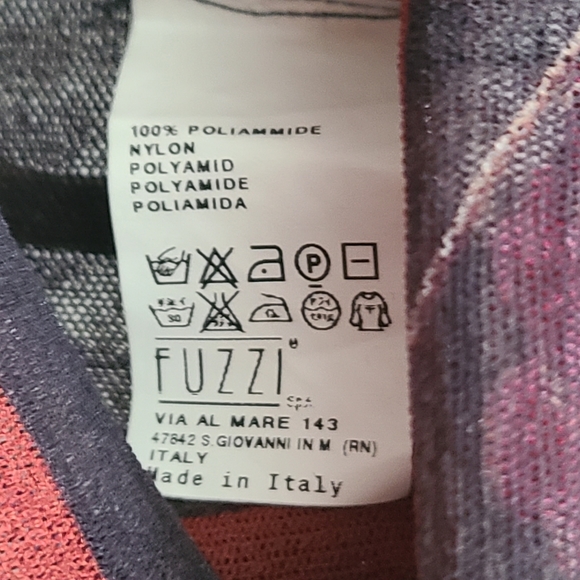 100% POLIAMMIDE
NYLON
POLYAMID
POLYAMIDE
POLIAMIDA
P
30
FUZZI
SpA
VIA AL MARE 143
47842 S.GIOVANNI IN M (RN)
ITALY
Made in Italy